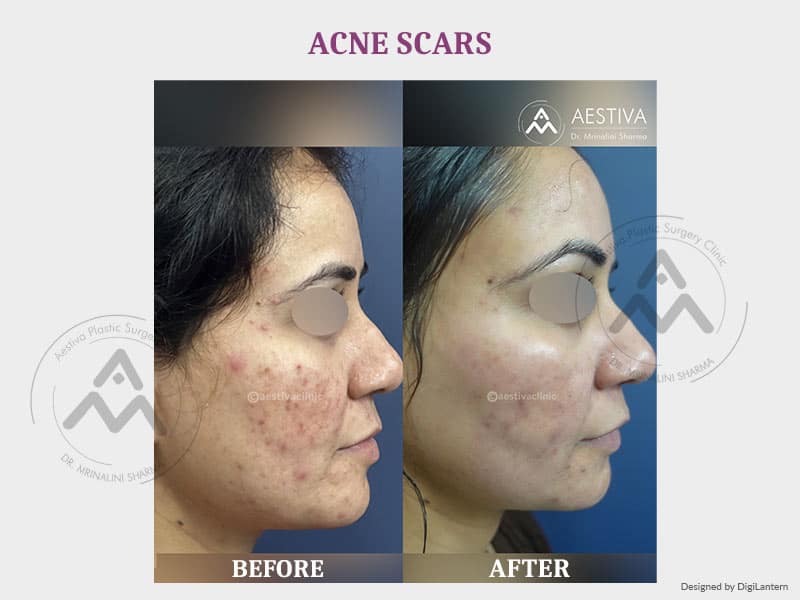 ACNE SCARS
AESTIVA
Dr. Mrinalini Sharma
Aestiva Plastic Surgery Clinic
Aestiva Plastic Surgery
©aestivaclinic
©aestivaclinic
DR. MRINALINI SHARMA
DR. MRINALINI SHARMA
BEFORE
AFTER
Designed by DigiLantern